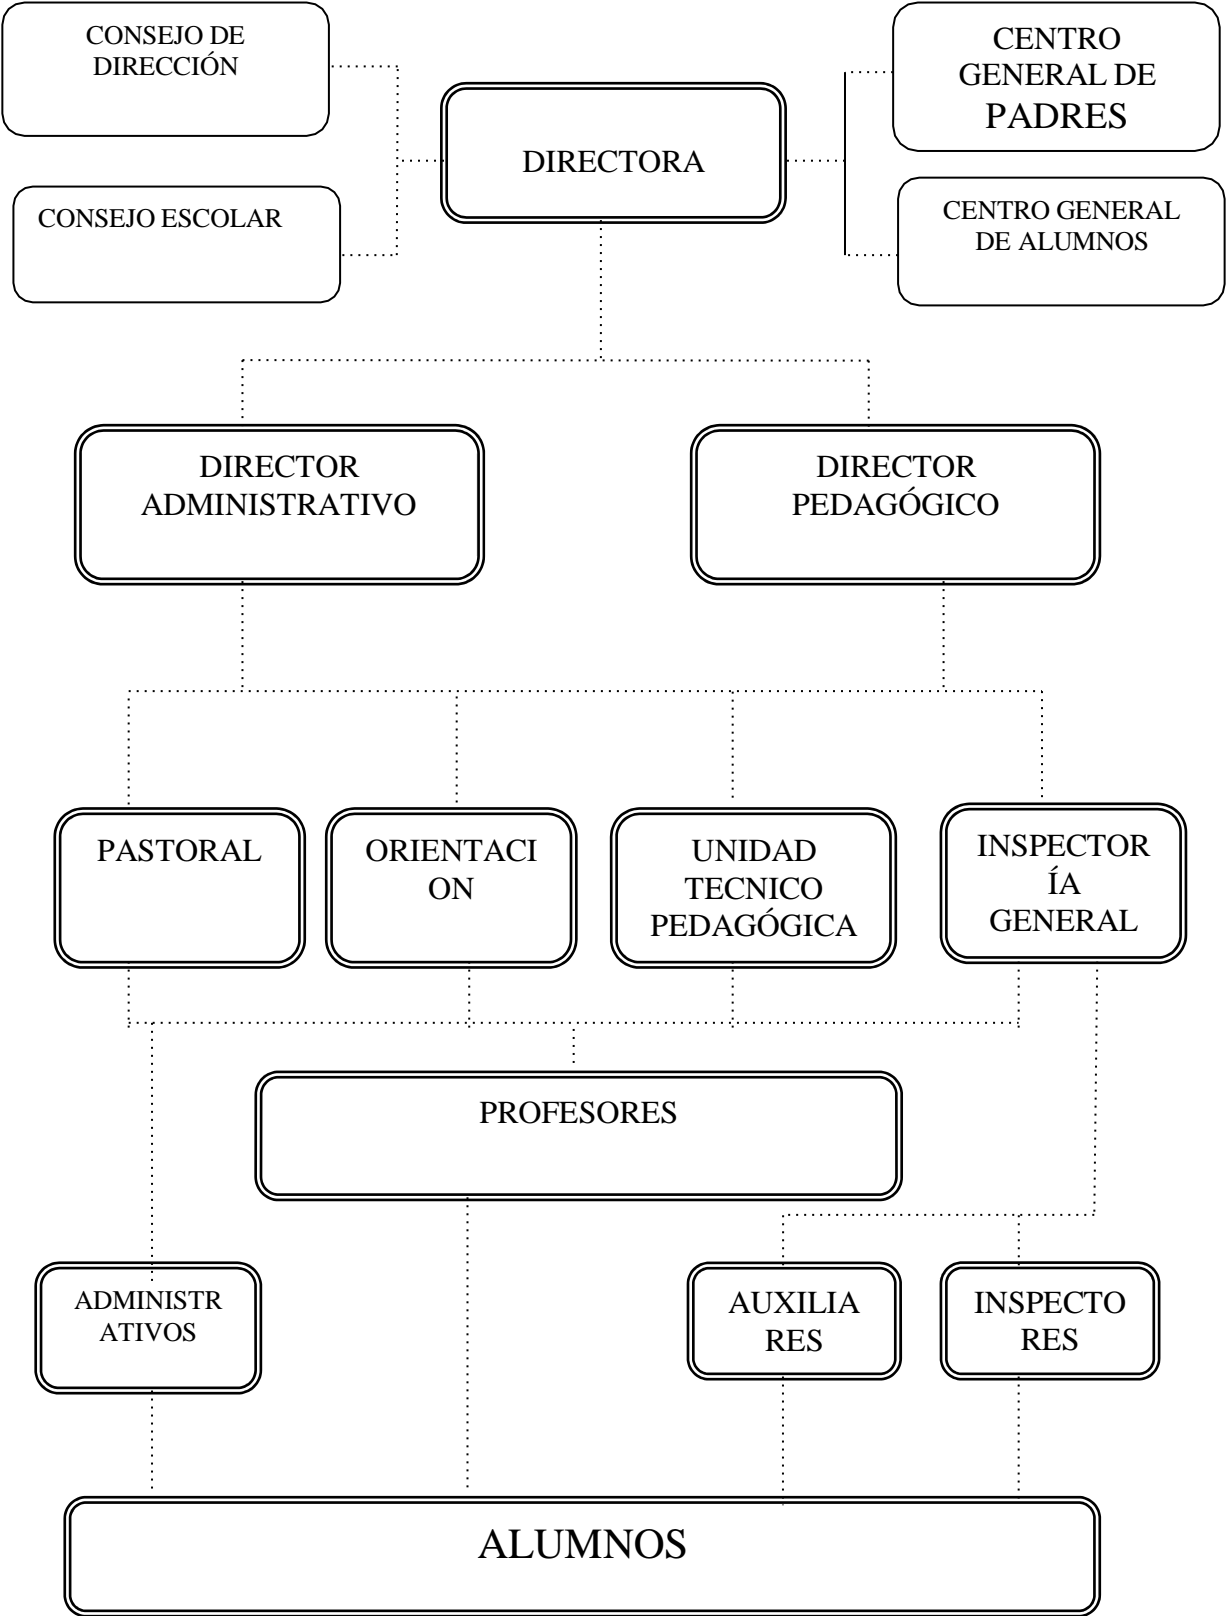 CONSEJO DE
DIRECCIÓN
CENTRO
GENERAL DE
PADRES
DIRECTORA
CONSEJO ESCOLAR
CENTRO GENERAL
DE ALUMNOS
DIRECTOR
ADMINISTRATIVO
DIRECTOR
PEDAGÓGICO
PASTORAL
ORIENTACI
ON
UNIDAD
TECNICO
PEDAGÓGICA
INSPECTOR
ÍA
GENERAL
PROFESORES
ADMINISTR
ATIVOS
AUXILIA
RES
INSPECTO
RES
ALUMNOS